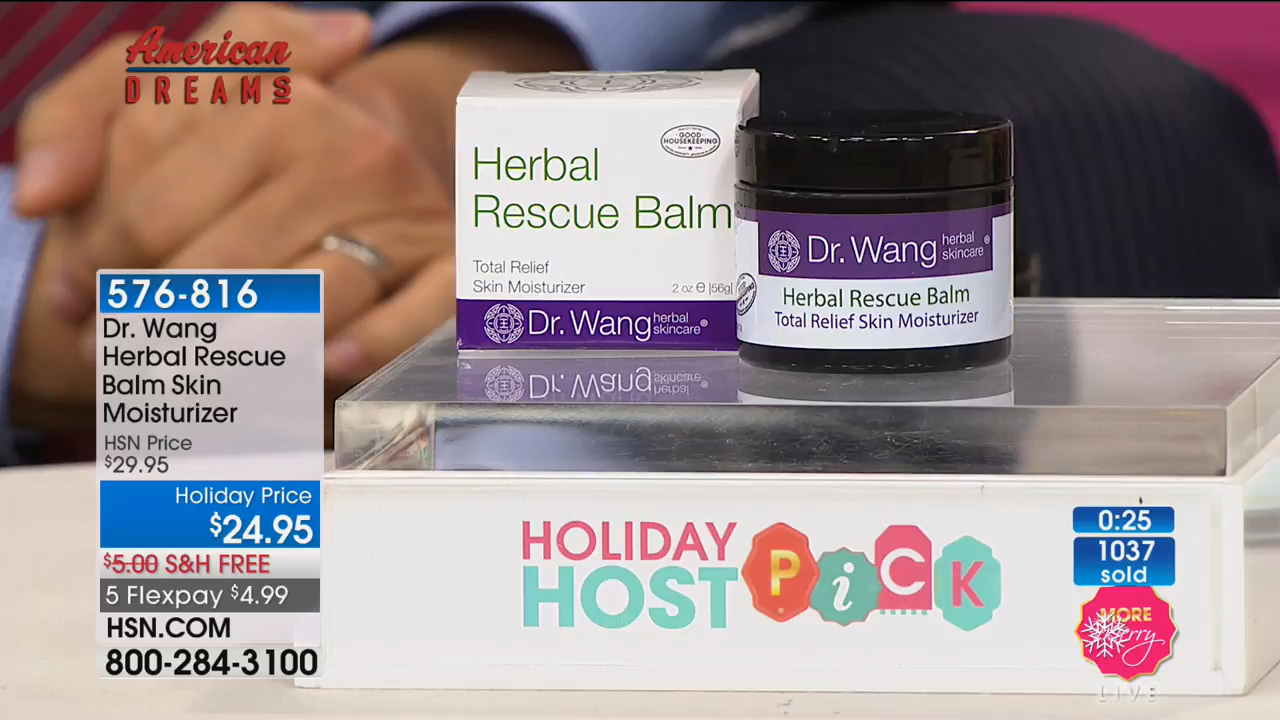 American
DREAMS
576-816
Dr. Wang
Herbal Rescue
Balm Skin
Moisturizer
HSN Price
$29.95
Holiday Price
$24.95
$5.00 S&H FREE
5 Flexpay $4.99
HSN.COM
800-284-3100
GOOD
HOUSEKEEPING
Herbal
Rescue Balm
Total Relief
Skin Moisturizer
2 oz ℮ |56g|
Dr. Wang herbal
skincare®
Dr. Wang herbal
skincare®
Herbal Rescue Balm
Total Relief Skin Moisturizer
HOLIDAY
HOST PiCK
0:25
1037
sold
MORE
Merry
LIVE